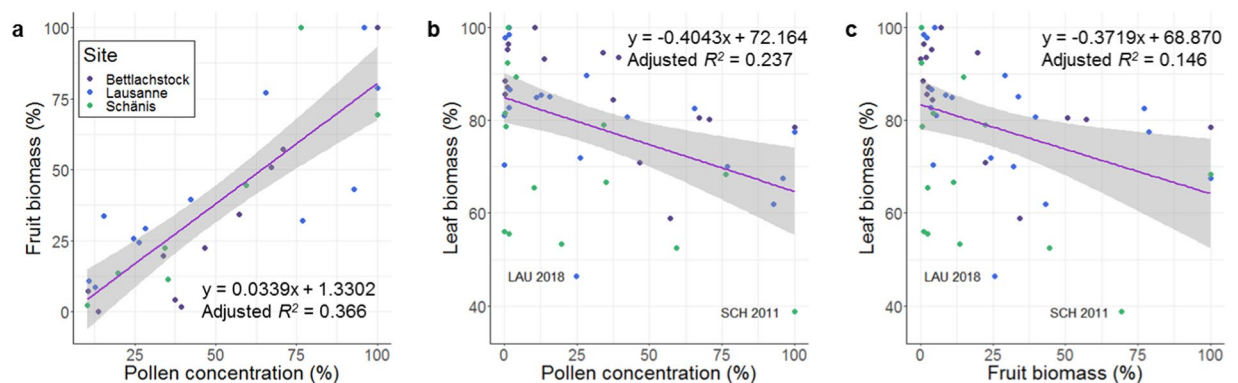 a
Fruit biomass (%)
100
75
50
25
0
Site
Bettlachstock
Lausanne
Schänis
y = 0.0339x + 1.3302
Adjusted R² = 0.366
25
50
75
100
Pollen concentration (%)
b
Leaf biomass (%)
100
80
60
40
y = -0.4043x + 72.164
Adjusted R² = 0.237
LAU 2018
SCH 2011
0
25
50
75
100
Pollen concentration (%)
c
Leaf biomass (%)
100
80
60
40
y = -0.3719x + 68.870
Adjusted R² = 0.146
LAU 2018
SCH 2011
0
25
50
75
100
Fruit biomass (%)